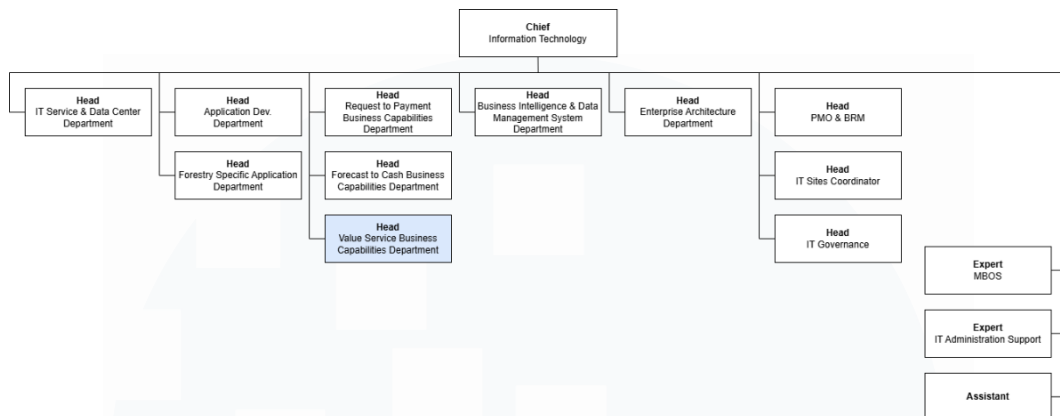 Chief
Information Technology
Head
IT Service & Data Center
Department
Head
Application Dev.
Department
Head
Request to Payment
Business Capabilities
Department
Head
Business Intelligence & Data
Management System
Department
Head
Enterprise Architecture
Department
Head
PMO & BRM
Head
Forestry Specific Application
Department
Head
Forecast to Cash Business
Capabilities Department
Head
IT Sites Coordinator
Head
Value Service Business
Capabilities Department
Head
IT Governance
Expert
MBOS
Expert
IT Administration Support
Assistant